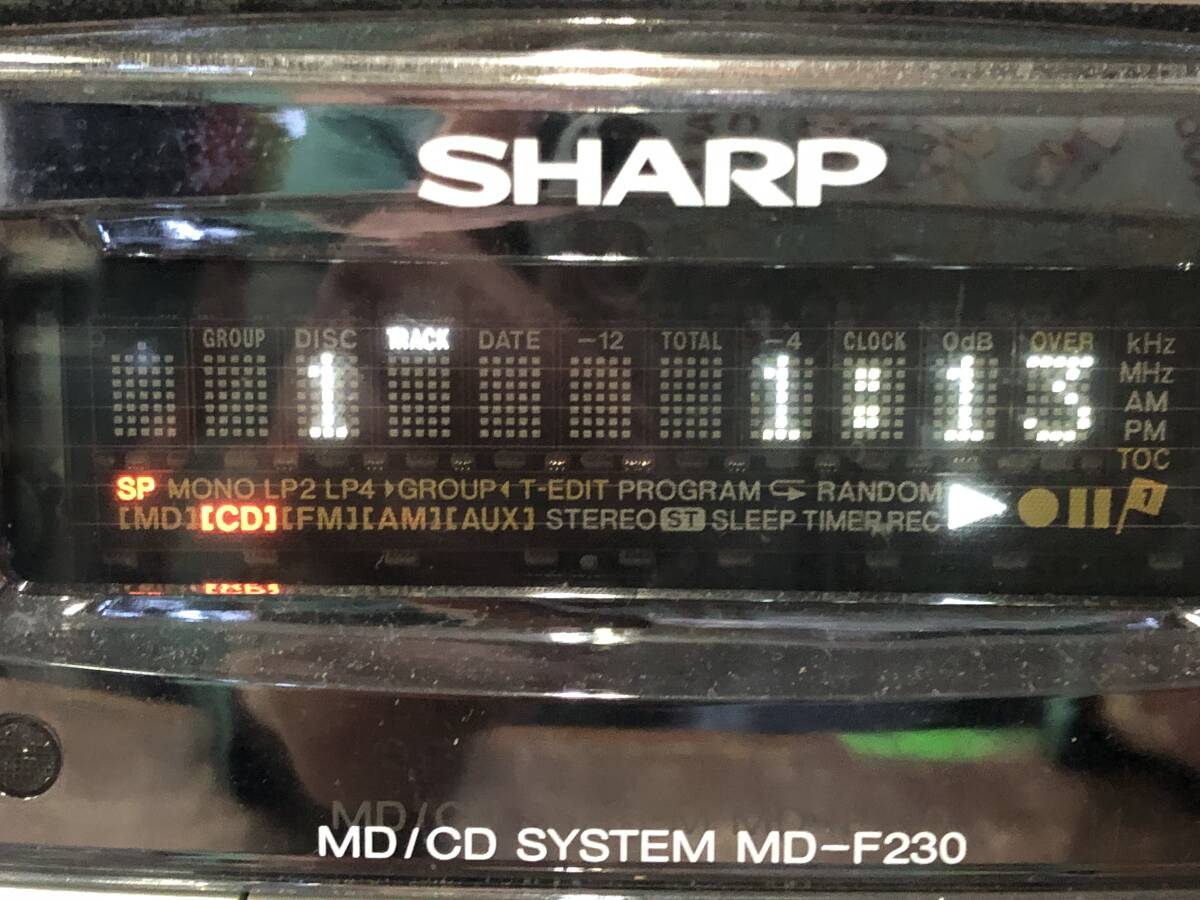 SHARP
GROUP DISC TRACK DATE -12 TOTAL -4 CLOCK 0dB OVER kHz
MHz
1 1:13
AM
PM
TOC
SP MONO LP2 LP4 GROUP T-EDIT PROGRAM RANDOM
[MD] [CD] [FM] [AM] [AUX] STEREO ST SLEEP TIMER REC 1
MD/CD SYSTEM MD-F230